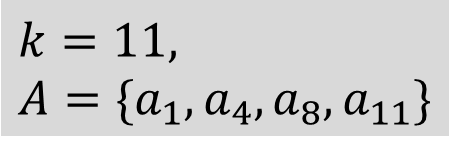 k = 11,
A = {a₁, a₄, a₈, a₁₁}